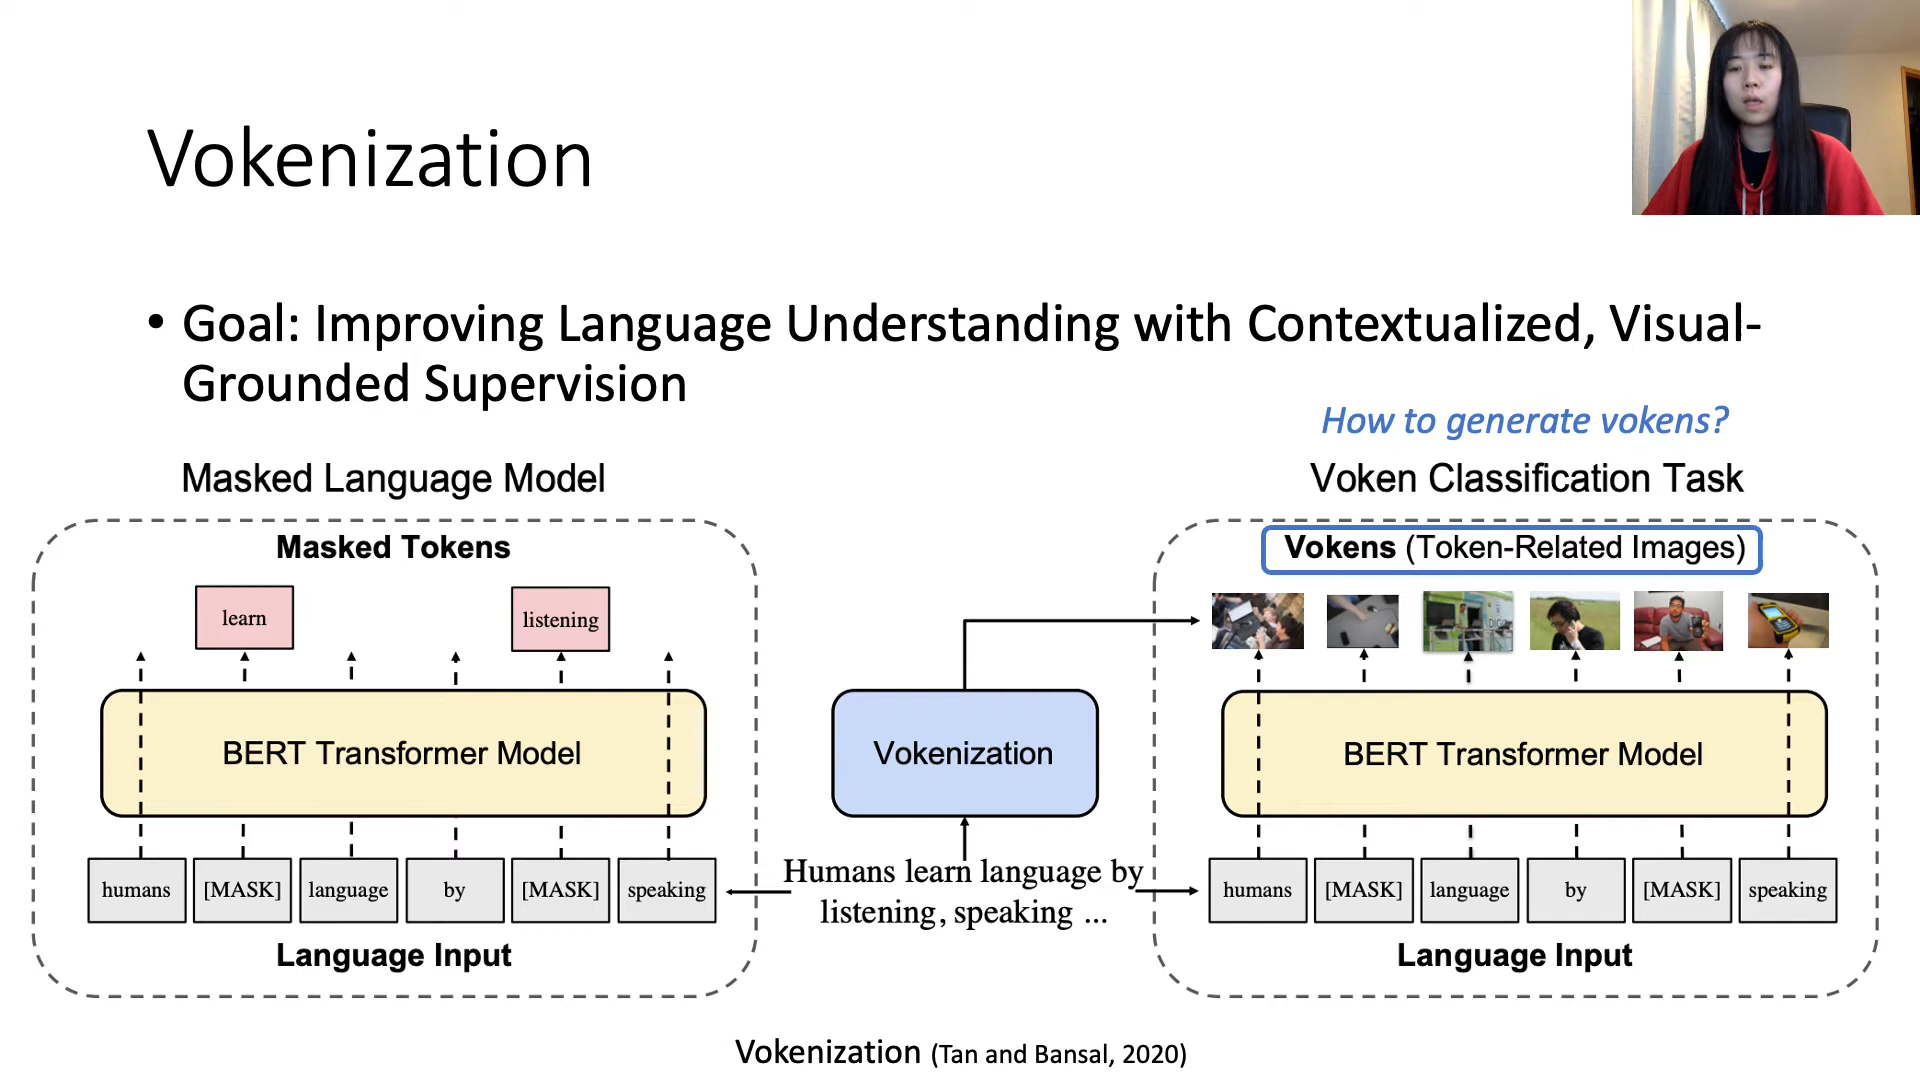 Vokenization
• Goal: Improving Language Understanding with Contextualized, Visual-
Grounded Supervision
How to generate vokens?
Masked Language Model
Voken Classification Task
Masked Tokens
learn
listening
BERT Transformer Model
humans [MASK] language by [MASK] speaking
Language Input
Vokenization
Humans learn language by
listening, speaking ...
Vokens (Token-Related Images)
BERT Transformer Model
humans [MASK] language by [MASK] speaking
Language Input
Vokenization (Tan and Bansal, 2020)